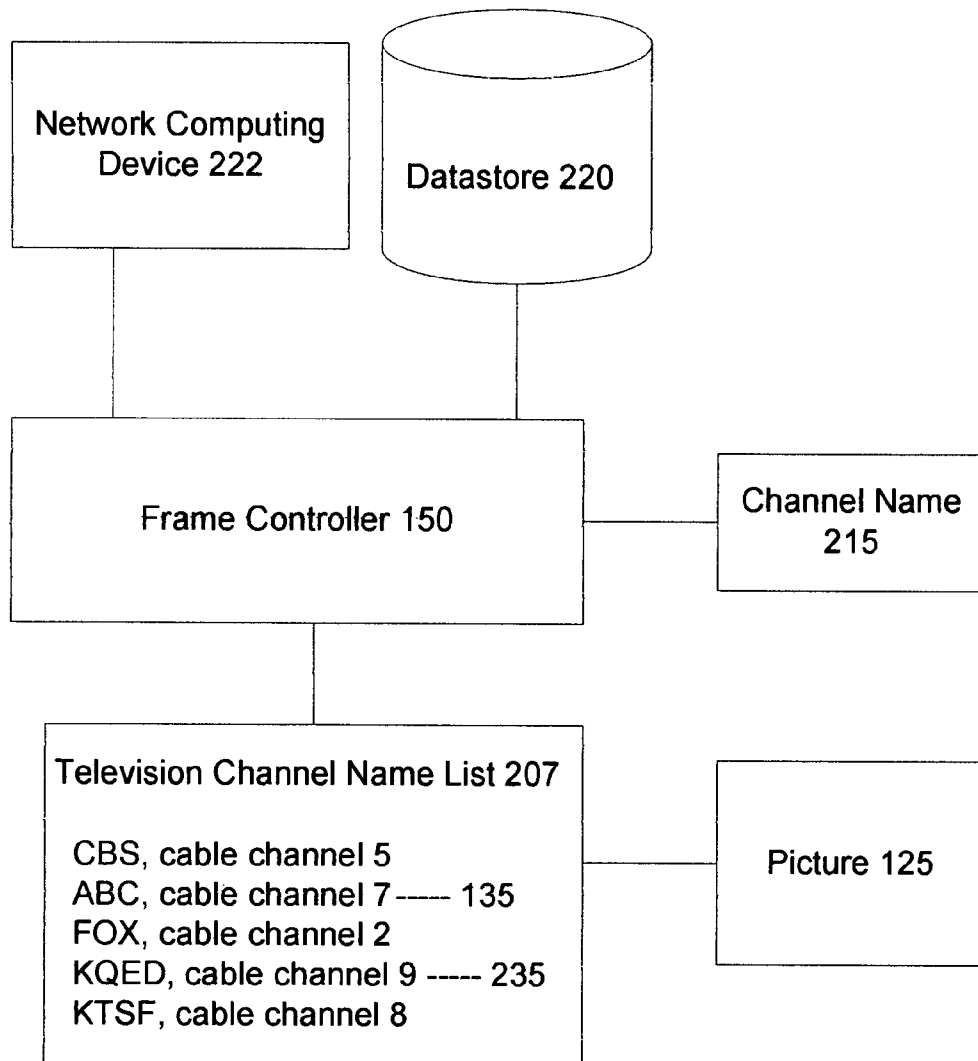 Network Computing
Device 222
Datastore 220
Frame Controller 150
Channel Name
215
Television Channel Name List 207
CBS, cable channel 5
ABC, cable channel 7 ----- 135
FOX, cable channel 2
KQED, cable channel 9 ----- 235
KTSF, cable channel 8
Picture 125